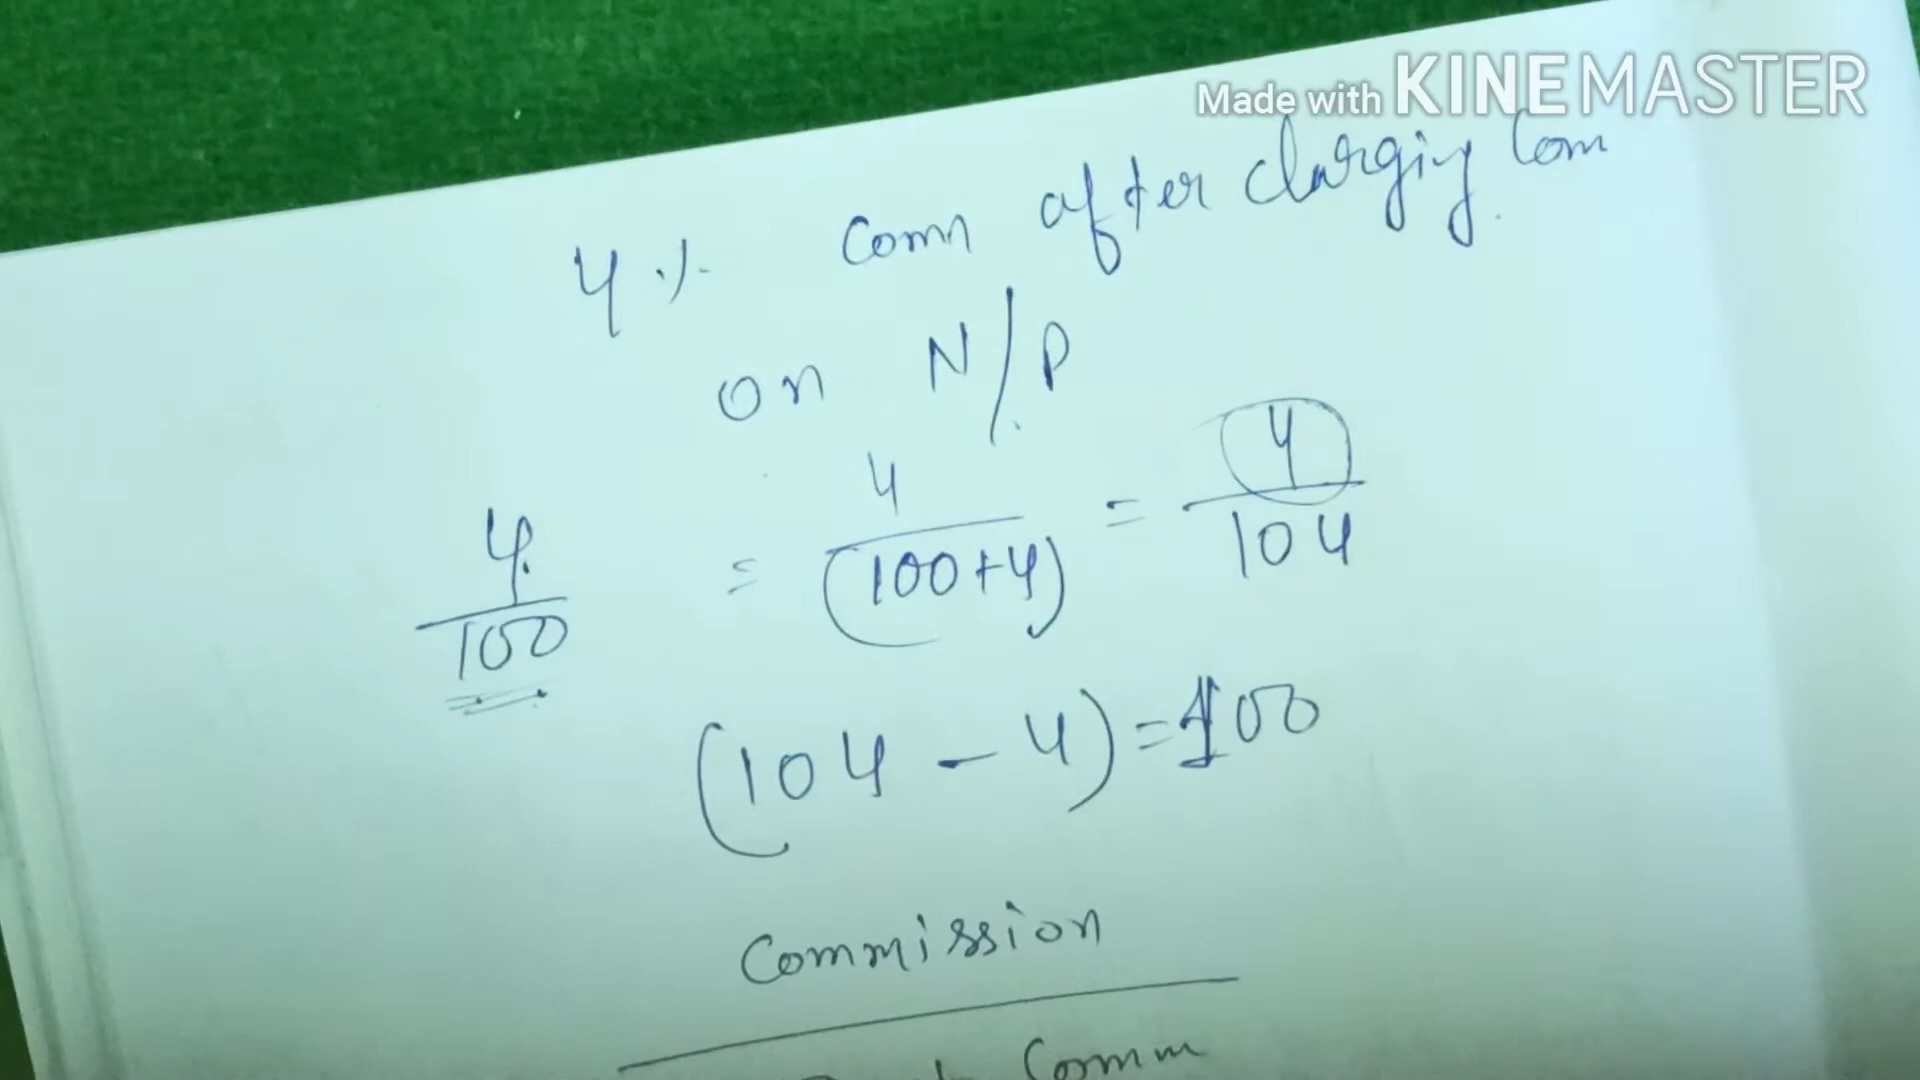 Made with KINEMASTER
4% Comn after charging Com
on N/P
4/100 = 4/(100+4) = 4/104
(104 - 4) = 100
Commission
Comm